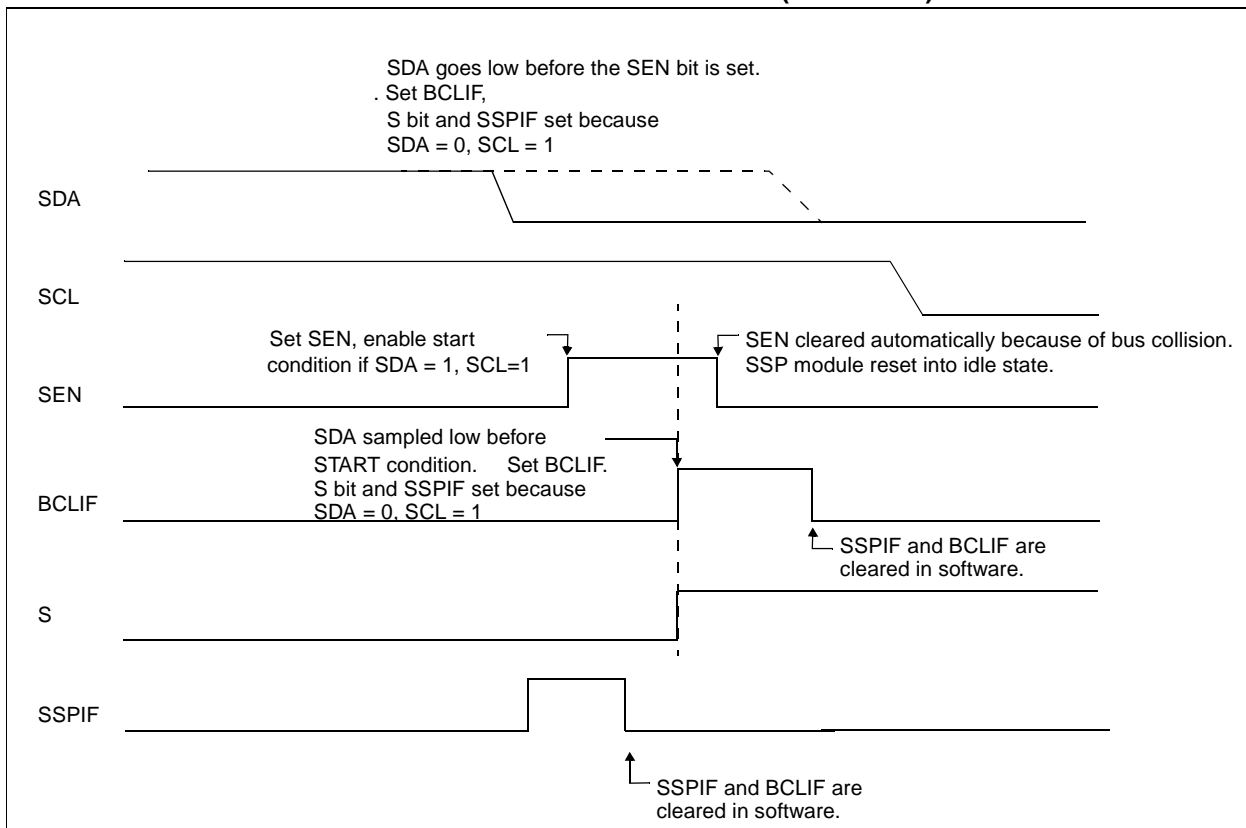 SDA goes low before the SEN bit is set.
. Set BCLIF,
S bit and SSPIF set because
SDA = 0, SCL = 1
SDA
SCL
Set SEN, enable start
condition if SDA = 1, SCL=1
SEN cleared automatically because of bus collision.
SSP module reset into idle state.
SEN
SDA sampled low before
START condition. Set BCLIF.
S bit and SSPIF set because
SDA = 0, SCL = 1
BCLIF
SSPIF and BCLIF are
cleared in software.
S
SSPIF
SSPIF and BCLIF are
cleared in software.